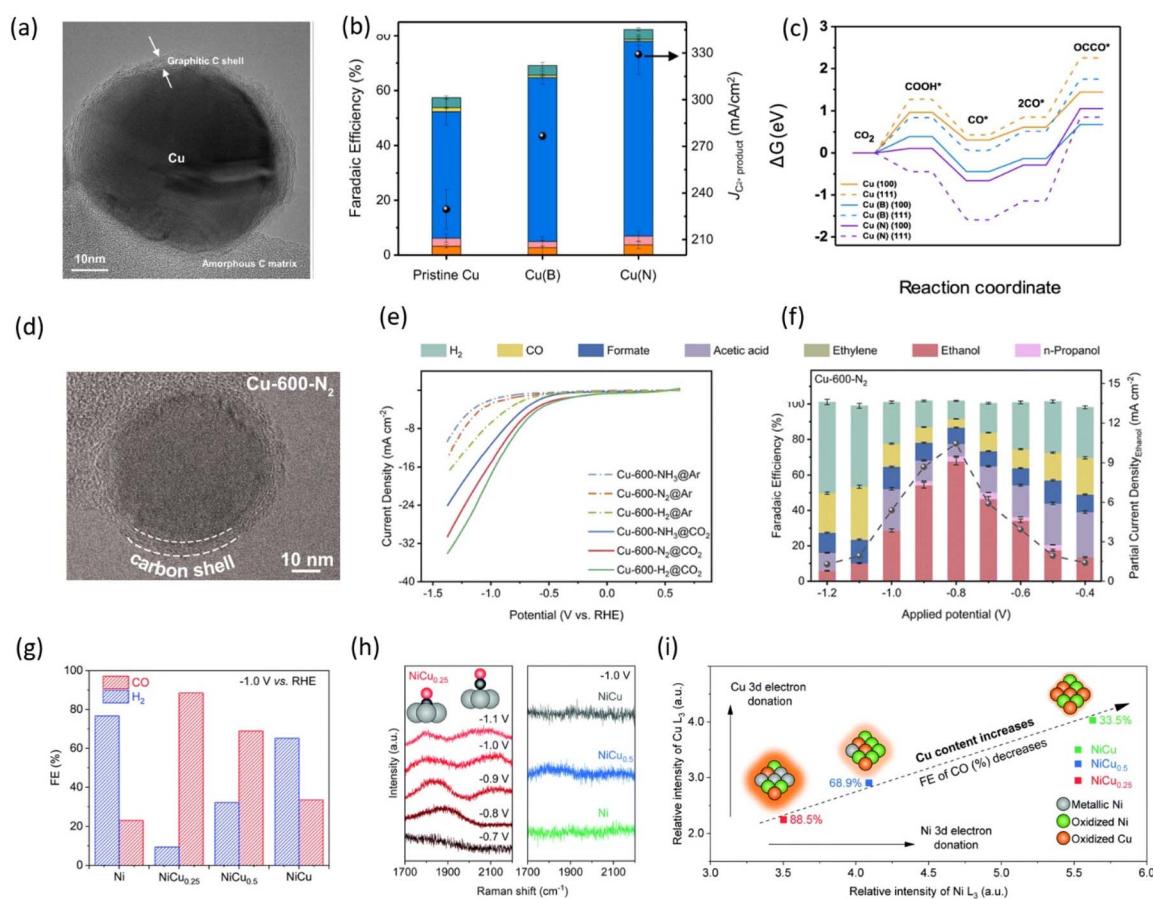 (a)
Graphitic C shell
Cu
10nm
Amorphous C matrix
(b)
Faradaic Efficiency (%)
80
60
40
20
0
Pristine Cu
Cu(B)
Cu(N)
330
300
270
240
210
J C2+ product (mA/cm²)
(c)
ΔG(eV)
3
2
1
0
-1
-2
CO₂
COOH*
CO*
2CO*
OCCO*
Cu (100)
Cu (111)
Cu (B) (100)
Cu (B) (111)
Cu (N) (100)
Cu (N) (111)
Reaction coordinate
(d)
Cu-600-N₂
carbon shell
10 nm
(e)
H₂ CO Formate Acetic acid Ethylene Ethanol n-Propanol
Current Density (mA cm⁻²)
-8
-16
-24
-32
-40
Cu-600-NH₃@Ar
Cu-600-N₂@Ar
Cu-600-H₂@Ar
Cu-600-NH₃@CO₂
Cu-600-N₂@CO₂
Cu-600-H₂@CO₂
-1.5 -1.0 -0.5 0.0 0.5
Potential (V vs. RHE)
(f)
Cu-600-N₂
Faradaic Efficiency (%)
100
80
60
40
20
0
15
12
9
6
3
0
Partial Current Density Ethanol (mA cm⁻²)
-1.2 -1.1 -1.0 -0.9 -0.8 -0.7 -0.6 -0.5 -0.4
Applied potential (V)
(g)
FE (%)
100
80
60
40
20
0
CO
H₂
-1.0 V vs. RHE
Ni NiCu₀.₂₅ NiCu₀.₅ NiCu
(h)
Intensity (a.u.)
NiCu₀.₂₅
-1.1 V
-1.0 V
-0.9 V
-0.8 V
-0.7 V
-1.0 V
NiCu
NiCu₀.₅
Ni
1700 1900 2100 1700 1900 2100
Raman shift (cm⁻¹)
(i)
Relative intensity of Cu L₃ (a.u.)
4.0
3.0
2.0
Cu 3d electron
donation
Cu content increases
FE of CO (%) decreases
33.5%
68.9%
88.5%
NiCu
NiCu₀.₅
NiCu₀.₂₅
Metallic Ni
Oxidized Ni
Oxidized Cu
Ni 3d electron
donation
3.0 3.5 4.0 4.5 5.0 5.5 6.0
Relative intensity of Ni L₃ (a.u.)